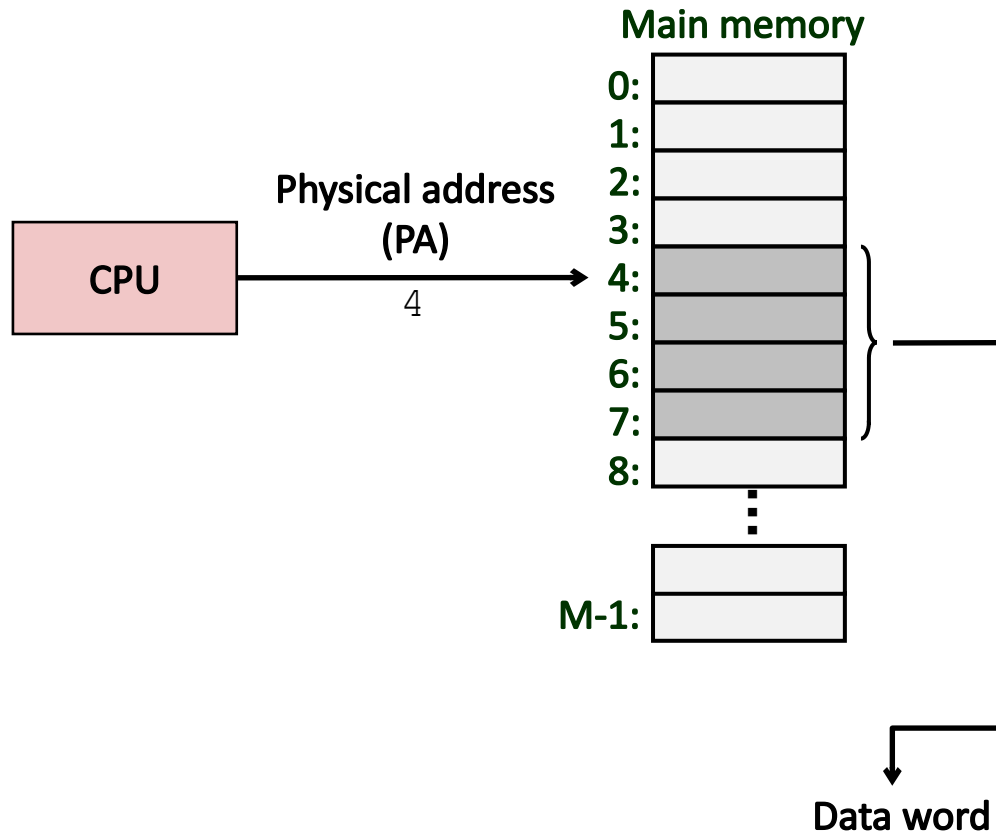 Main memory
0:
1:
Physical address
(PA)
2:
3:
CPU
4
4:
5:
6:
7:
8:
M-1:
Data word